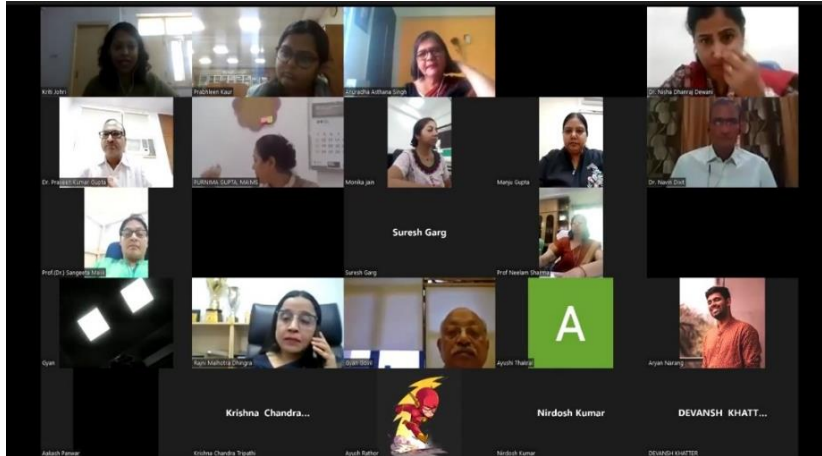 Kriti Johri
Prabhleen Kaur
Anuradha Asthana Singh
Dr. Nisha Dhanraj Dewani
Dr. Praveen Kumar Gupta
PURNIMA GUPTA, MAIMS
Monika jain
Manju Gupta
Dr. Navin Dixit
Prof.(Dr.) Sangeeta Malik
Suresh Garg
Suresh Garg
Prof Neelam Sharma
Gyan
Rajni Malhotra Dhingra
A
Ayushi Thakral
Aryan Narang
Aakash Panwar
Krishna Chandra...
Krishna Chandra Tripathi
Ayush Rathor
Nirdosh Kumar
Nirdosh Kumar
DEVANSH KHATT...
DEVANSH KHATTER